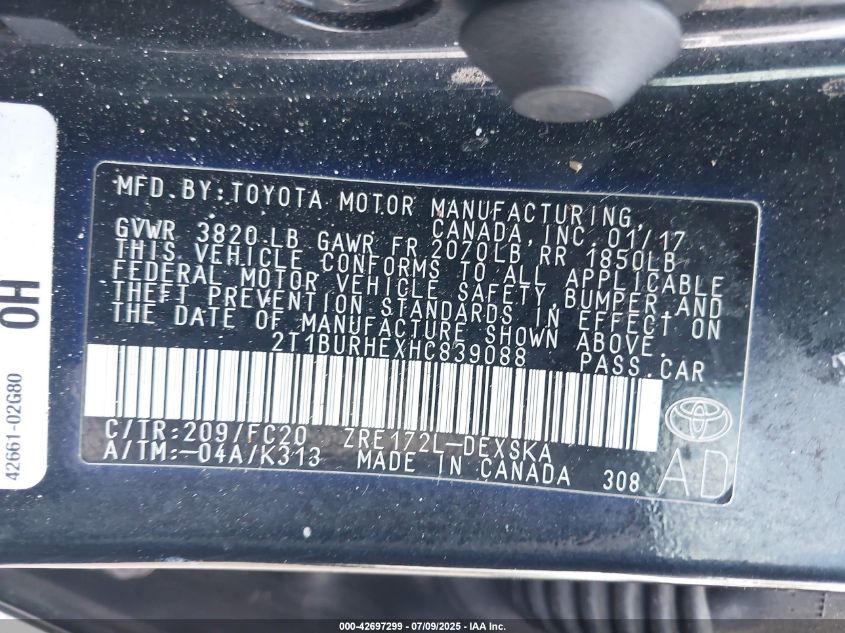 MFD.BY:TOYOTA MOTOR MANUFACTURING,
CANADA, INC. 01/17
GVWR 3820 LB GAWR FR 2070LB RR 1850LB
THIS VEHICLE CONFORMS TO ALL APPLICABLE
FEDERAL MOTOR VEHICLE SAFETY,BUMPER,AND
THEFT PREVENTION STANDARDS IN EFFECT ON
THE DATE OF MANUFACTURE SHOWN ABOVE.
2T1BURHEXHC839088 PASS.CAR
C/TR:209/FC20 ZRE172L-DEXSKA
A/TM:-04A/K313 MADE IN CANADA 308
AD
42661-02G80 OH
000-42697299 - 07/09/2025 - IAA Inc.